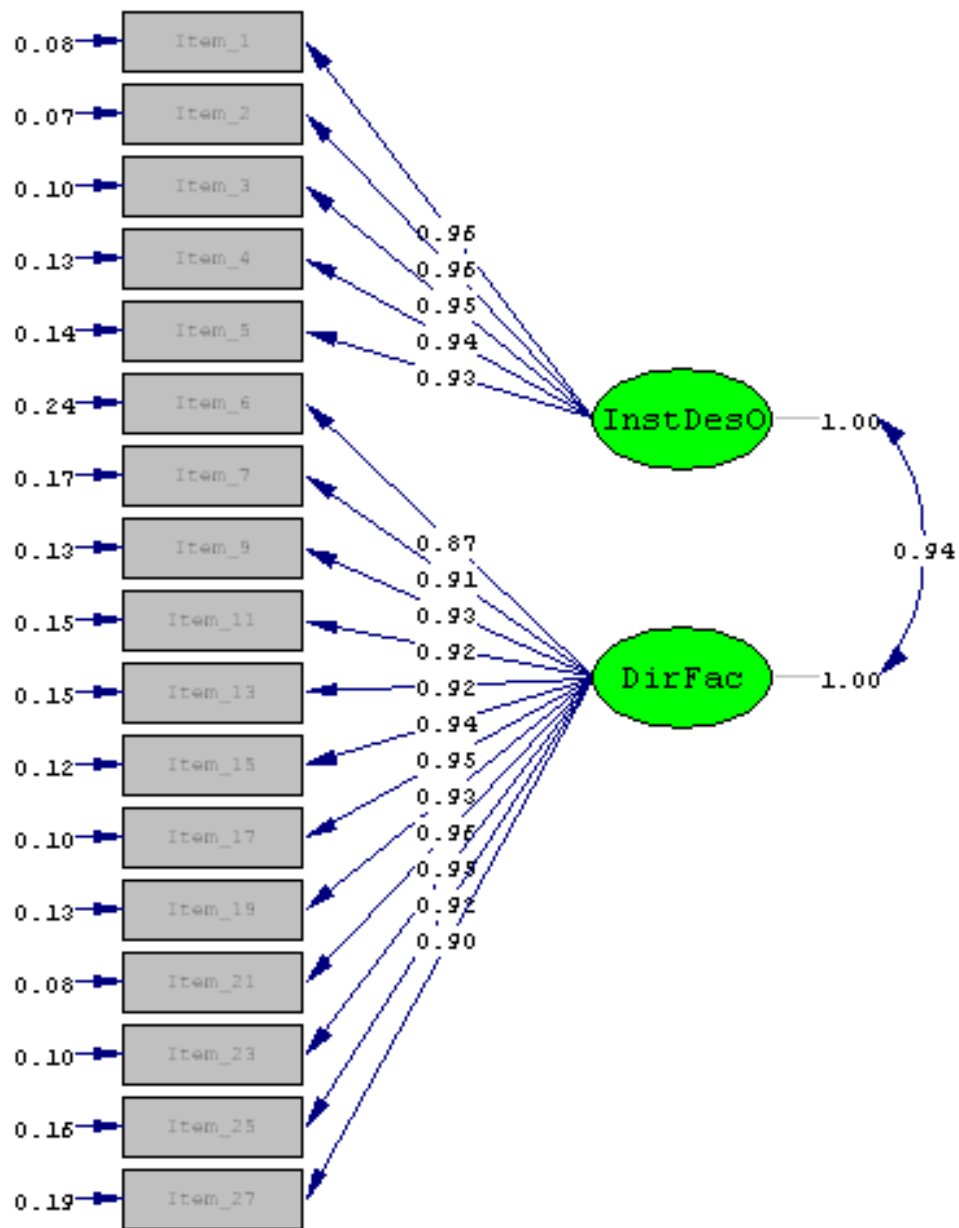 0.08 Item_1
0.07 Item_2
0.10 Item_3
0.96
0.13 Item_4
0.96
0.95
0.14 Item_5
0.94
0.93
0.24 Item_6
InstDesO 1.00
0.17 Item_7
0.87
0.13 Item_9
0.94
0.91
0.93
0.15 Item_11
0.92
0.15 Item_13
0.92
DirFac 1.00
0.94
0.12 Item_15
0.95
0.93
0.10 Item_17
0.96
0.95
0.13 Item_19
0.92
0.90
0.08 Item_21
0.10 Item_23
0.16 Item_25
0.19 Item_27